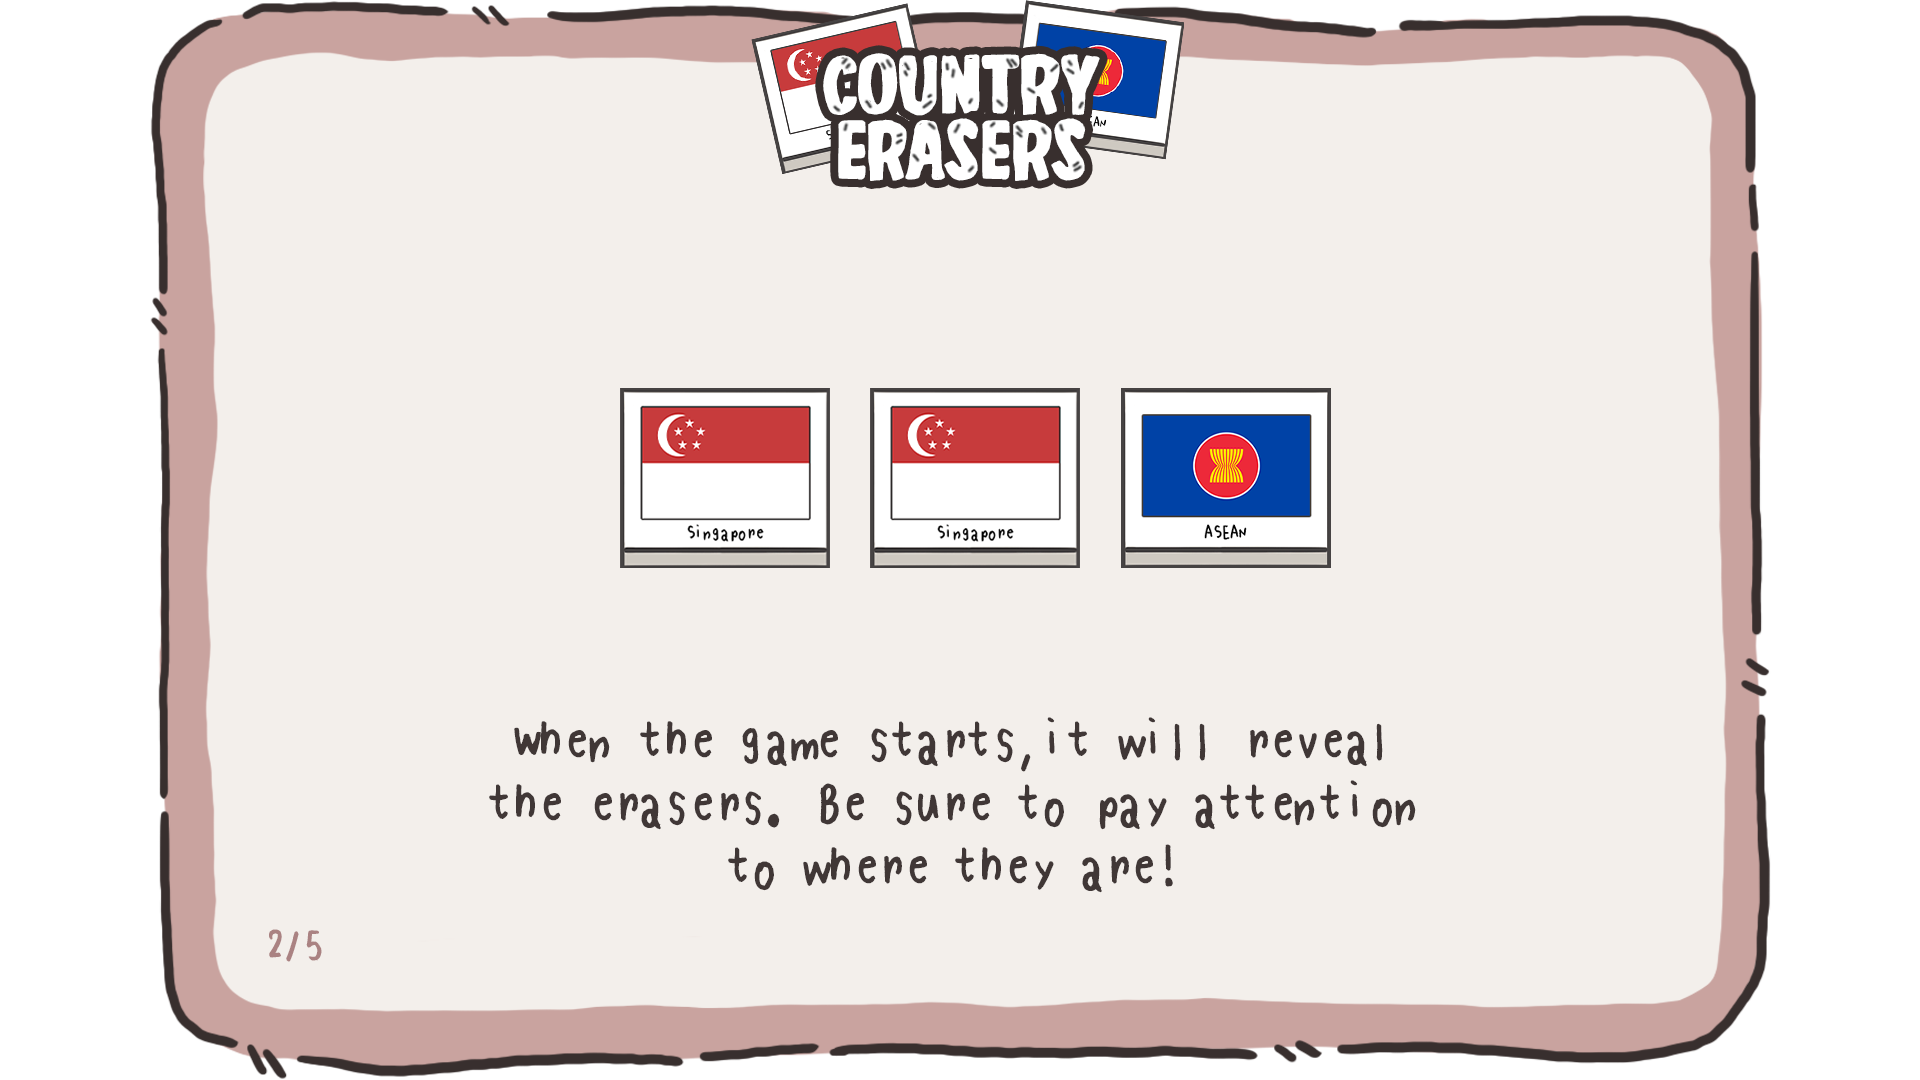 COUNTRY
ERASERS
Singapore
Singapore
ASEAN
when the game starts, it will reveal
the erasers. Be sure to pay attention
to where they are!
2/5